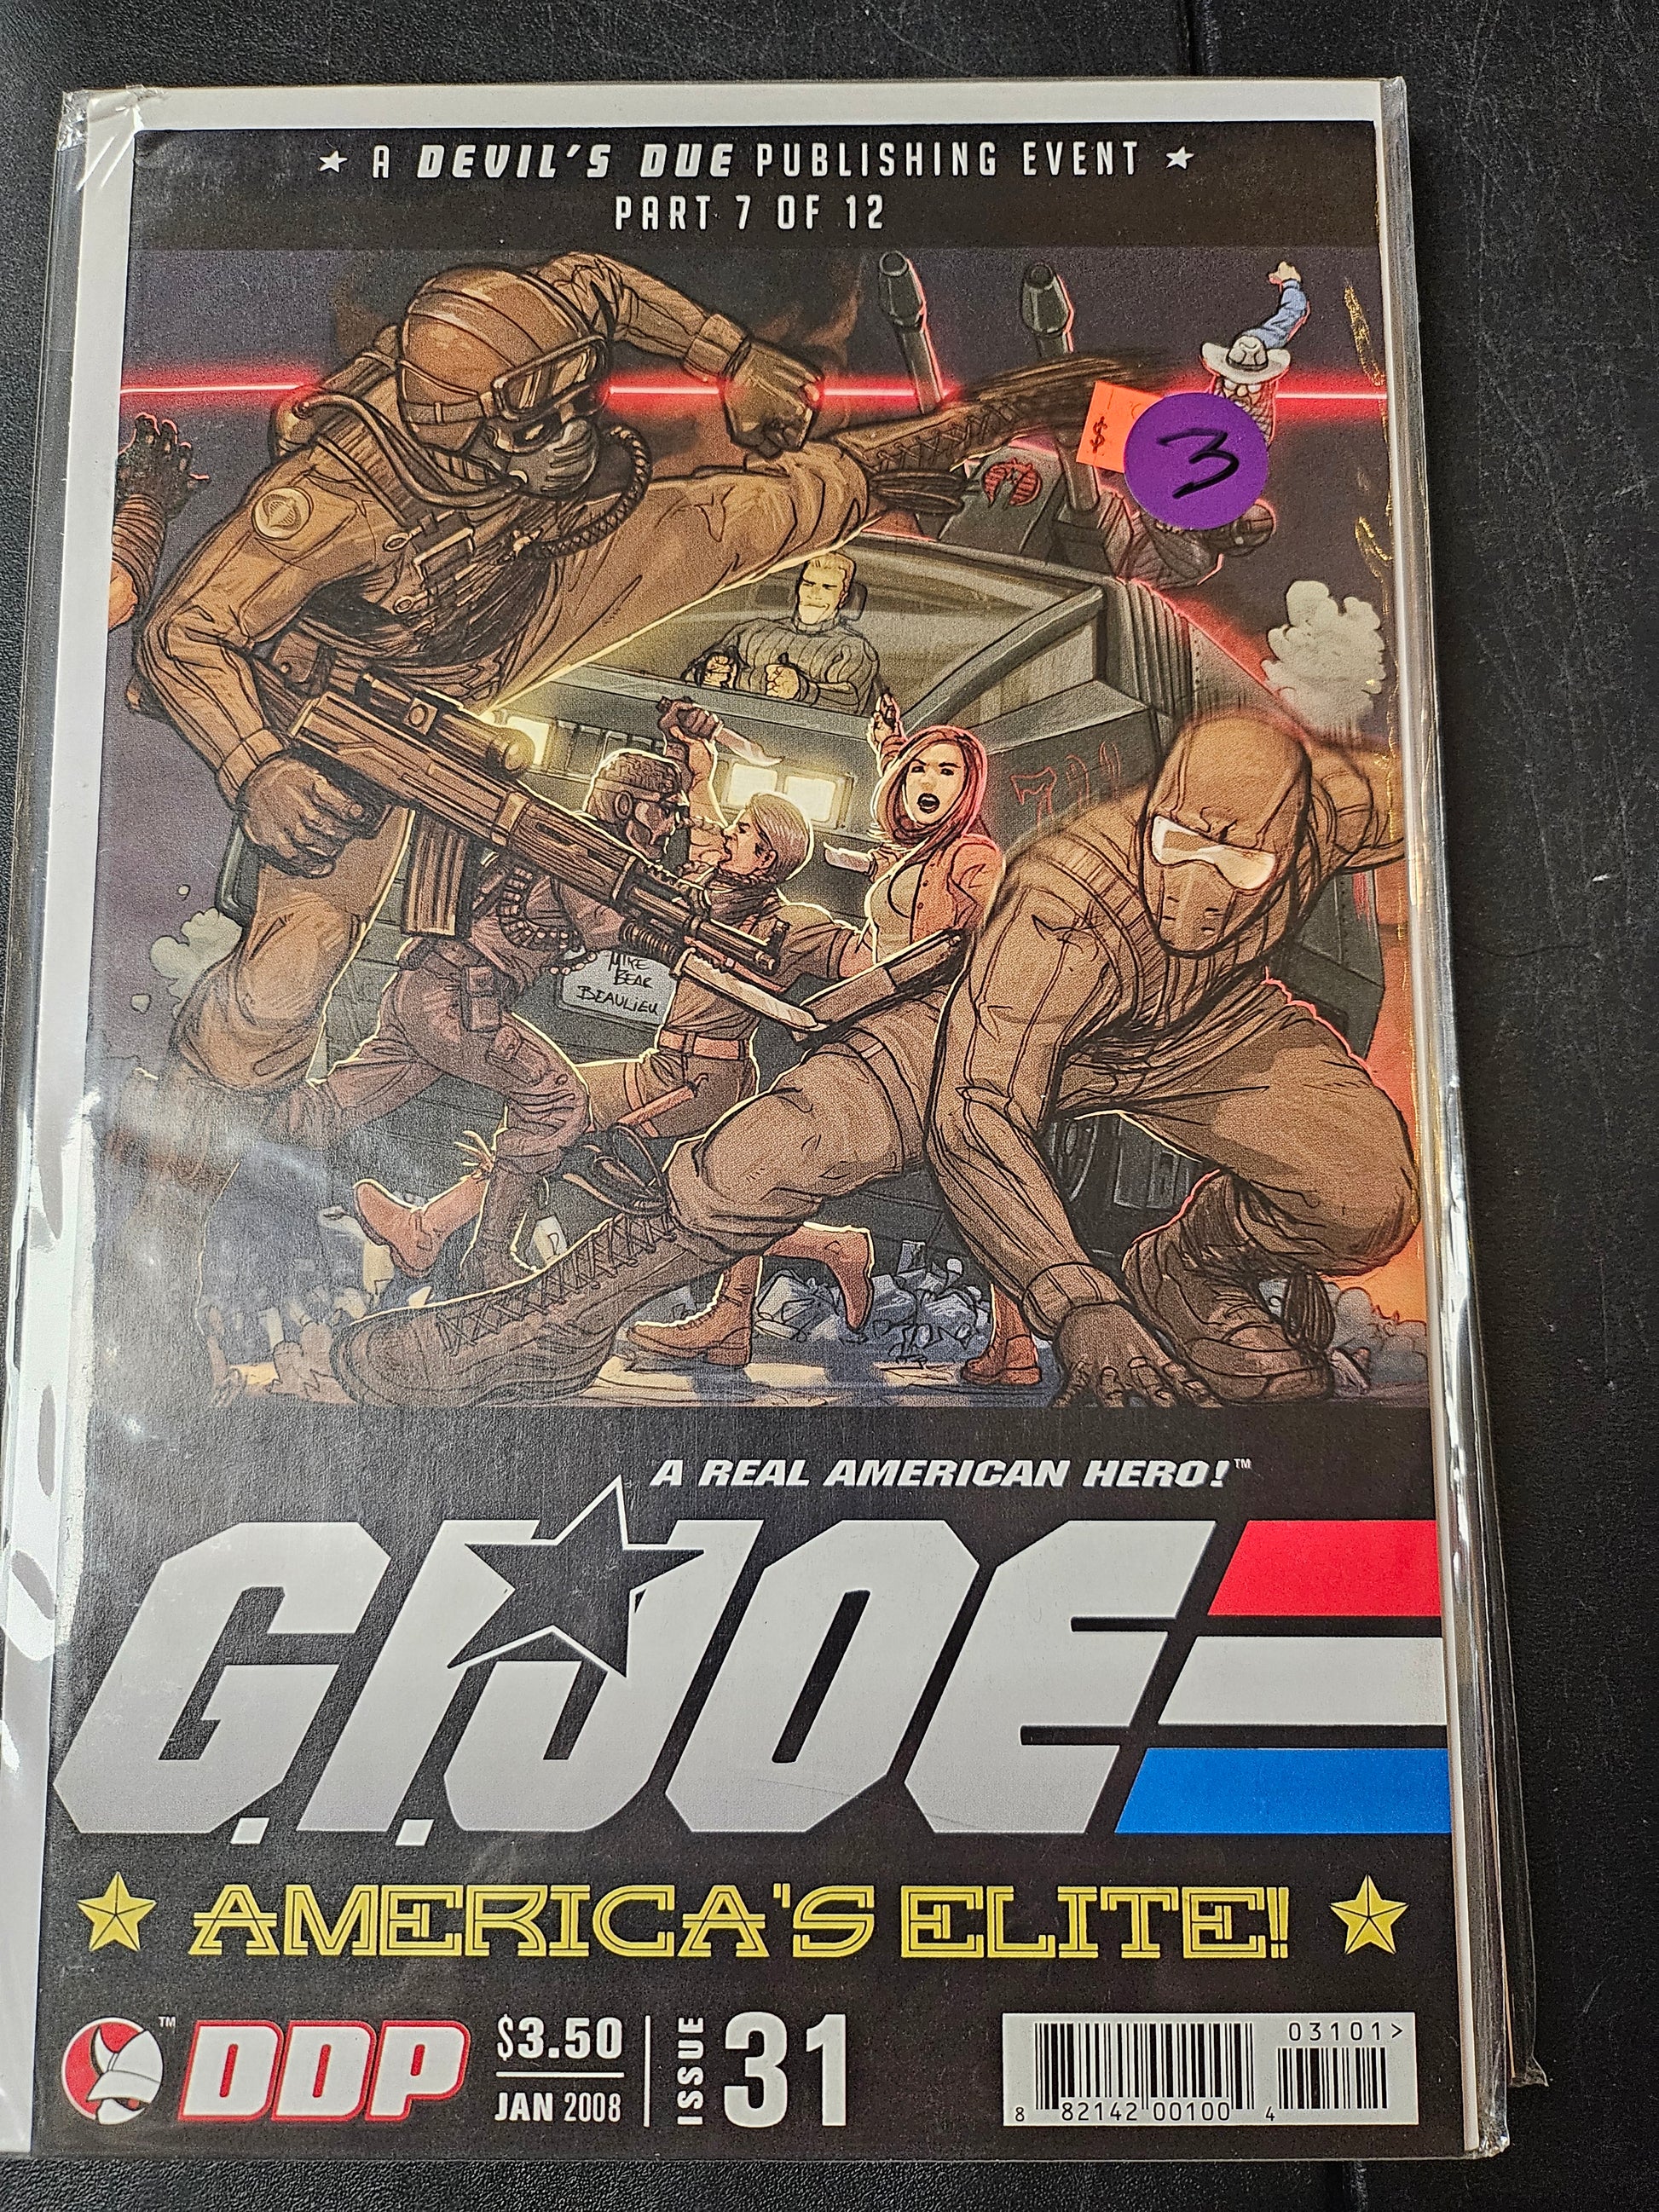 A DEVIL'S DUE PUBLISHING EVENT
PART 7 OF 12
$
3
MIKE
BEAR
BEAULIEU
A REAL AMERICAN HERO!™
G.I. JOE
AMERICA'S ELITE!
™
DDP
$3.50
JAN 2008
ISSUE 31
03101>
8 82142 00100 4